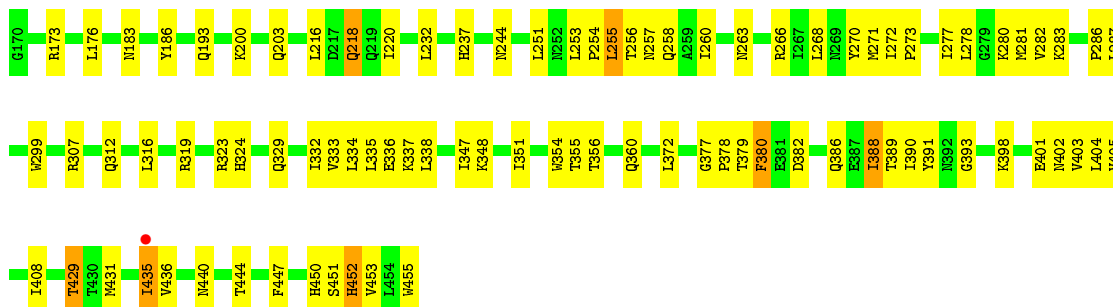 G170 R173 L176 N183 Y186 Q193 K200 Q203 L216 D217 Q218 Q219 I220 L232 H237 N244 L251 N252 L253 P254 L255 T256 N257 Q258 A259 I260 N263 R266 I267 L268 N269 Y270 M271 I272 P273 I277 L278 G279 K280 M281 V282 K283 P286
W299 R307 Q312 L316 R319 R323 H324 Q329 I332 V333 L334 L335 E336 K337 L338 I347 K348 I351 W354 T355 T356 Q360 L372 G377 P378 T379 F380 E381 D382 Q386 E387 I388 T389 I390 Y391 N392 G393 K398 E401 N402 V403 L404
I408 T429 T430 M431 I435 V436 N440 T444 F447 H450 S451 H452 V453 L454 W455